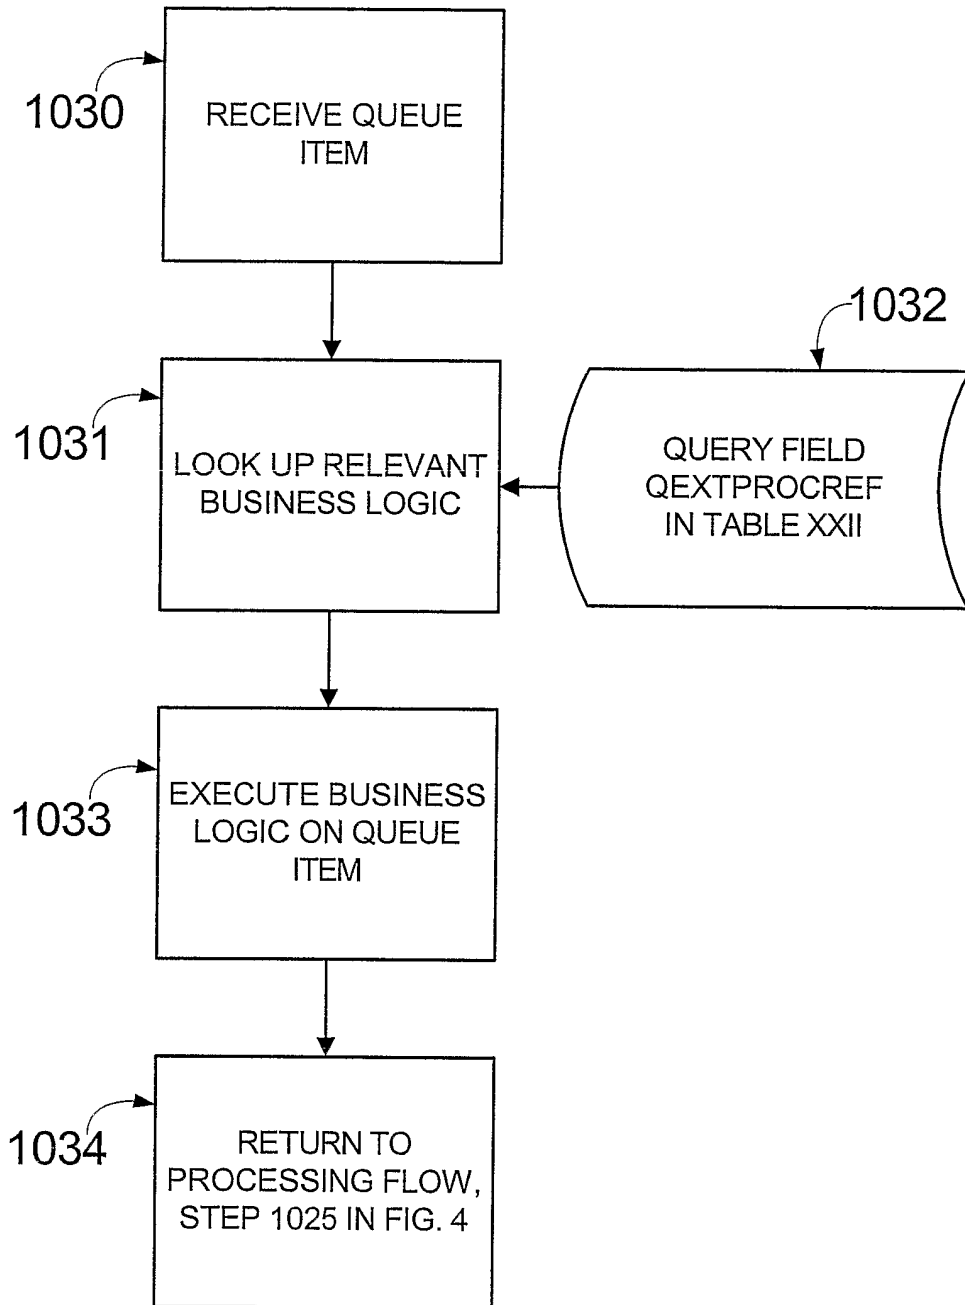 1030
RECEIVE QUEUE
ITEM
1032
1031
LOOK UP RELEVANT
BUSINESS LOGIC
QUERY FIELD
QEXTPROCREF
IN TABLE XXII
1033
EXECUTE BUSINESS
LOGIC ON QUEUE
ITEM
1034
RETURN TO
PROCESSING FLOW,
STEP 1025 IN FIG. 4